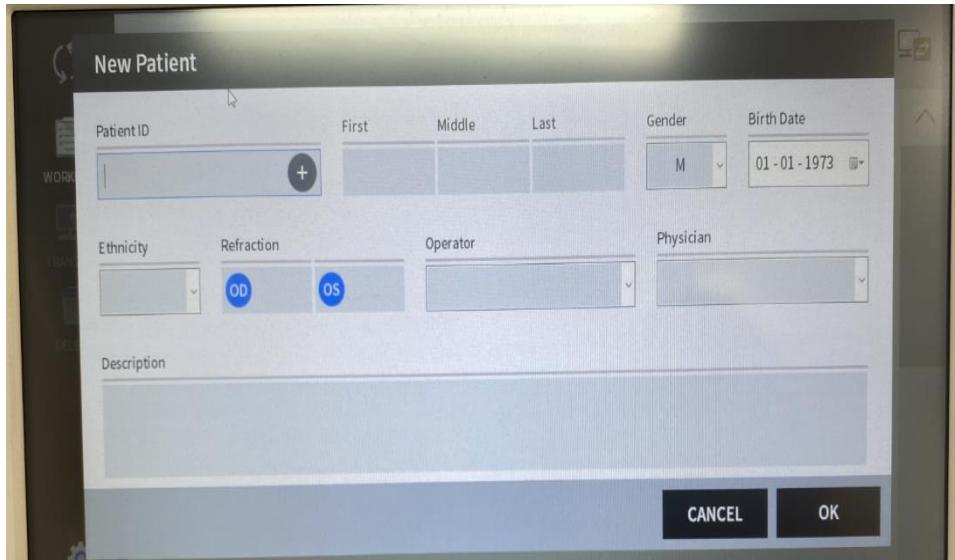 New Patient
Patient ID First Middle Last Gender Birth Date
M 01 - 01 - 1973
Ethnicity Refraction Operator Physician
OD OS
Description
CANCEL OK